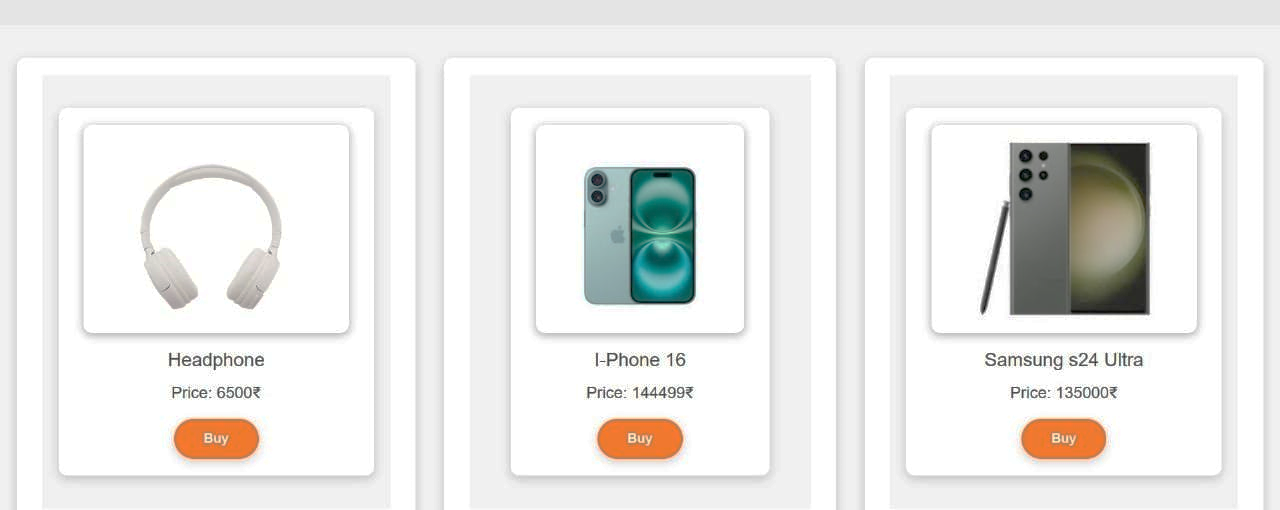 Headphone
Price: 6500₹
Buy
I-Phone 16
Price: 144499₹
Buy
Samsung s24 Ultra
Price: 135000₹
Buy